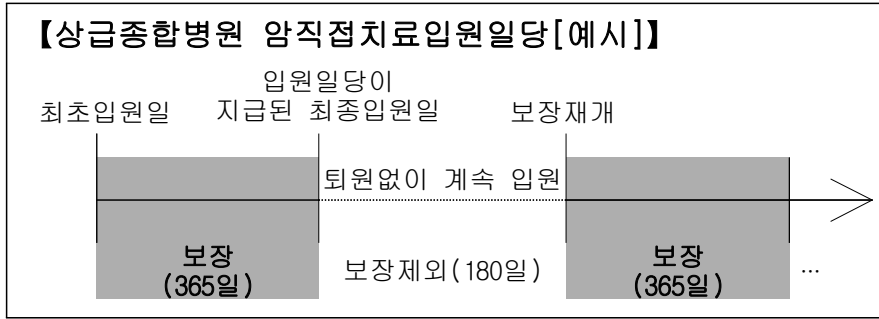 【상급종합병원 암직접치료입원일당[예시]】
입원일당이
최초입원일 지급된 최종입원일 보장재개
퇴원없이 계속 입원
보장 보장제외(180일) 보장 …
(365일) (365일)